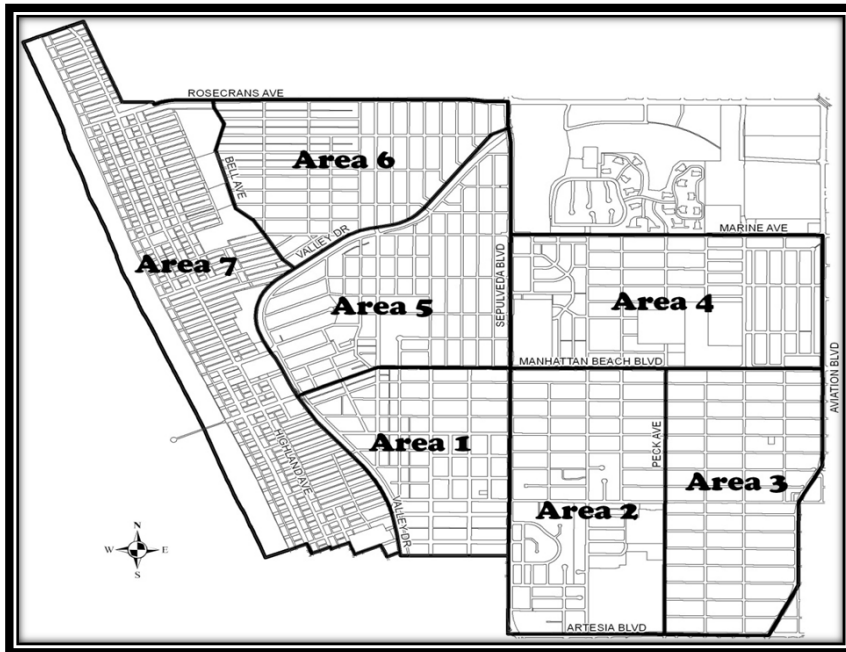 ROSECRANS AVE
Area 6
BELL AVE
VALLEY DR
MARINE AVE
Area 7
Area 5
SEPULVEDA BLVD
Area 4
MANHATTAN BEACH BLVD
AVIATION BLVD
HIGHLAND AVE
Area 1
VALLEY DR
PECK AVE
Area 2
Area 3
N
W
E
S
ARTESIA BLVD